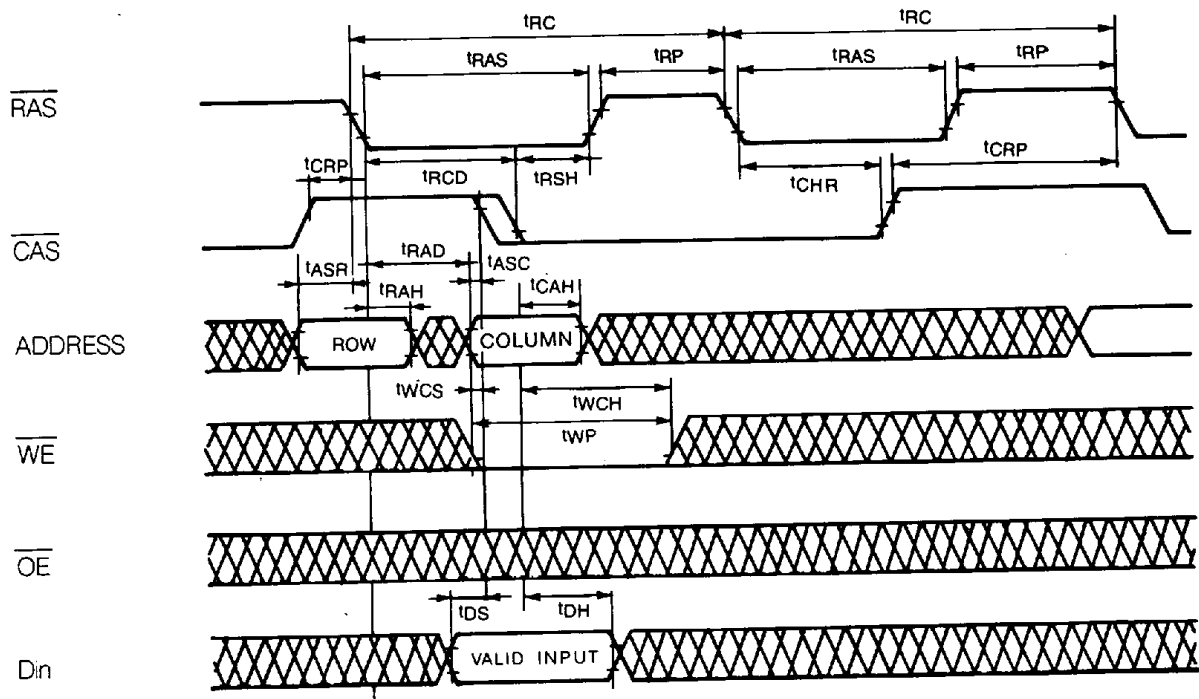 tRC tRC
tRAS tRP tRAS tRP
RAS
tCRP tRCD tRSH tCHR tCRP
CAS
tRAD tASC
tASR tRAH tCAH
ADDRESS ROW COLUMN
tWCS tWCH
tWP
WE
OE
tDS tDH
Din VALID INPUT